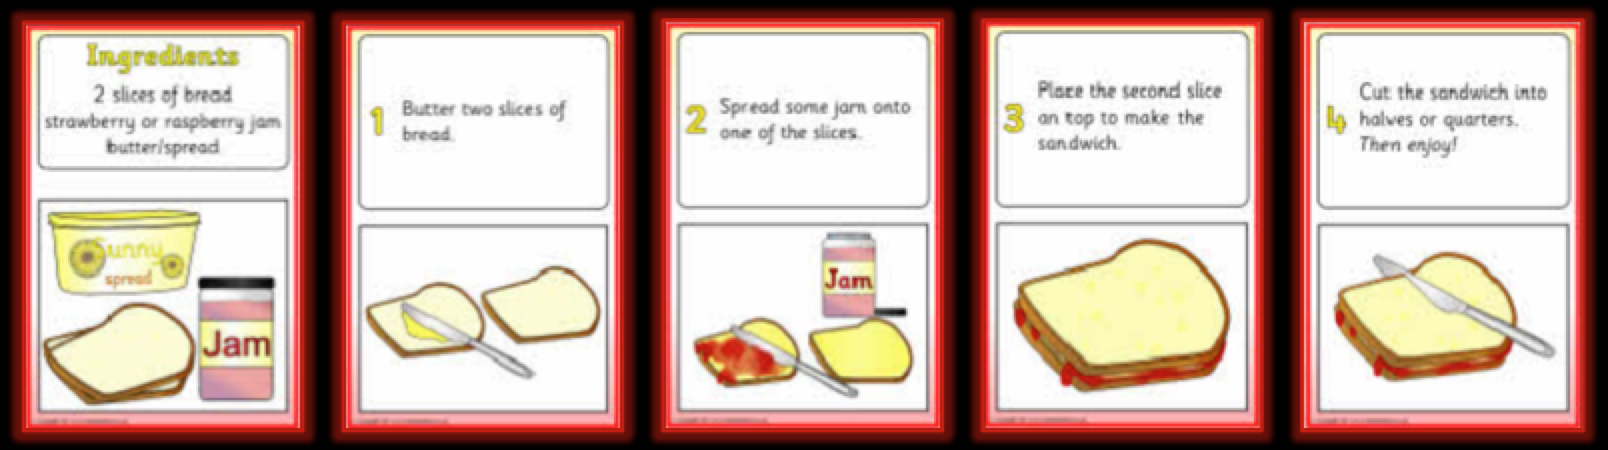 Ingredients
2 slices of bread
strawberry or raspberry jam
butter/spread
Sunny
spread
Jam
1
Butter two slices of
bread.
2
Spread some jam onto
one of the slices.
Jam
3
Place the second slice
on top to make the
sandwich.
4
Cut the sandwich into
halves or quarters.
Then enjoy!